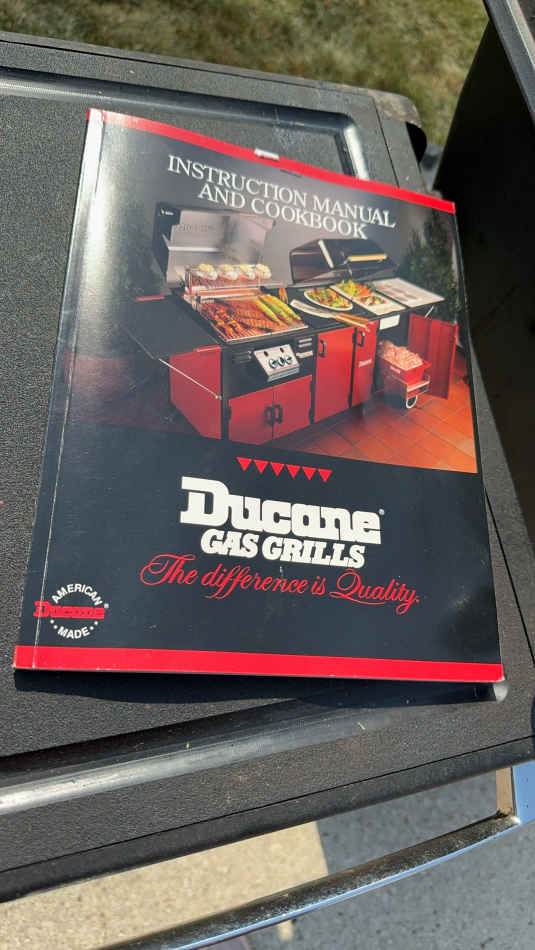 INSTRUCTION MANUAL
AND COOKBOOK
Ducane®
GAS GRILLS
The difference is Quality.
AMERICAN
Ducane®
MADE